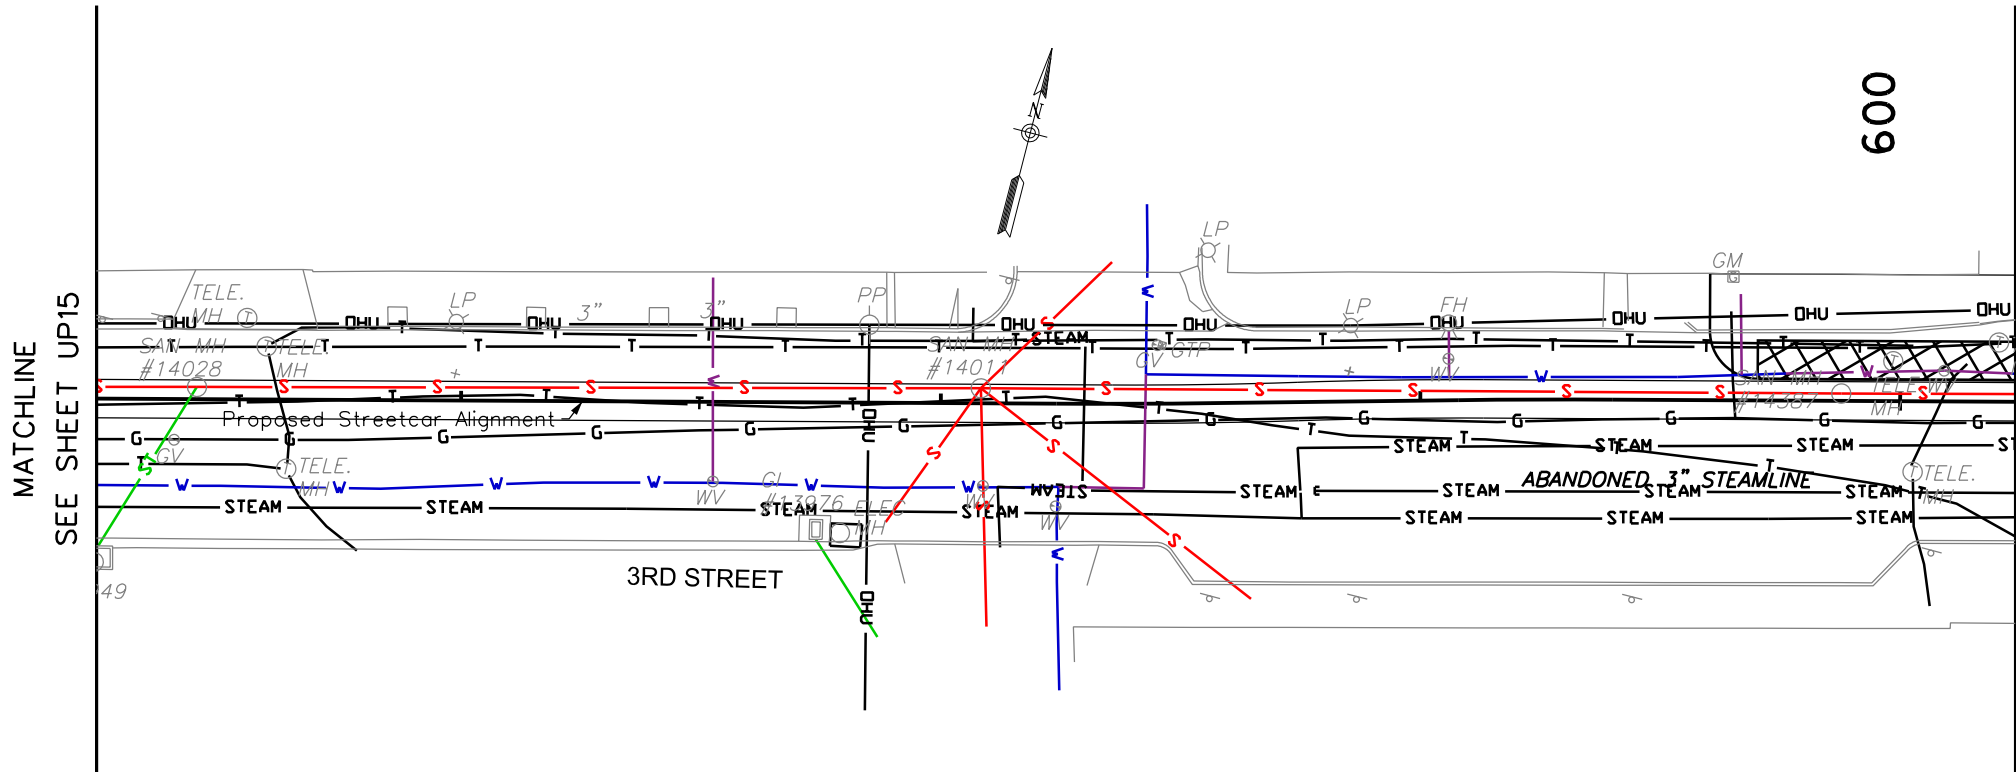 600
N
MATCHLINE
SEE SHEET UP15
W
LP
GM
TELE.
MH
LP
3"
3"
PP
LP
FH
OHU OHU OHU OHU OHU OHU OHU OHU OHU OHU
S
STEAM
T T T T T T T T T T T
SAN MH
#14028
TELE.
MH
SAN MH
#14011
GV
GTP
WV
W
W
W
SAN MH
#14387
TELE.
MH
WV
S S S S S S S S S S S S
T T T T T T
Proposed Streetcar Alignment
OHU
G G G G G G G G G G G G G
GV
S
T
TELE.
MH
S
S
T T T T
STEAM STEAM STEAM
ABANDONED 3" STEAMLINE
TELE.
MH
W W W W W W
WV
GI
#13976
ELEC
MH
WV
WV
STEAM
STEAM STEAM STEAM STEAM
STEAM STEAM STEAM STEAM
STEAM STEAM STEAM
W
S
3RD STREET
OHU
49